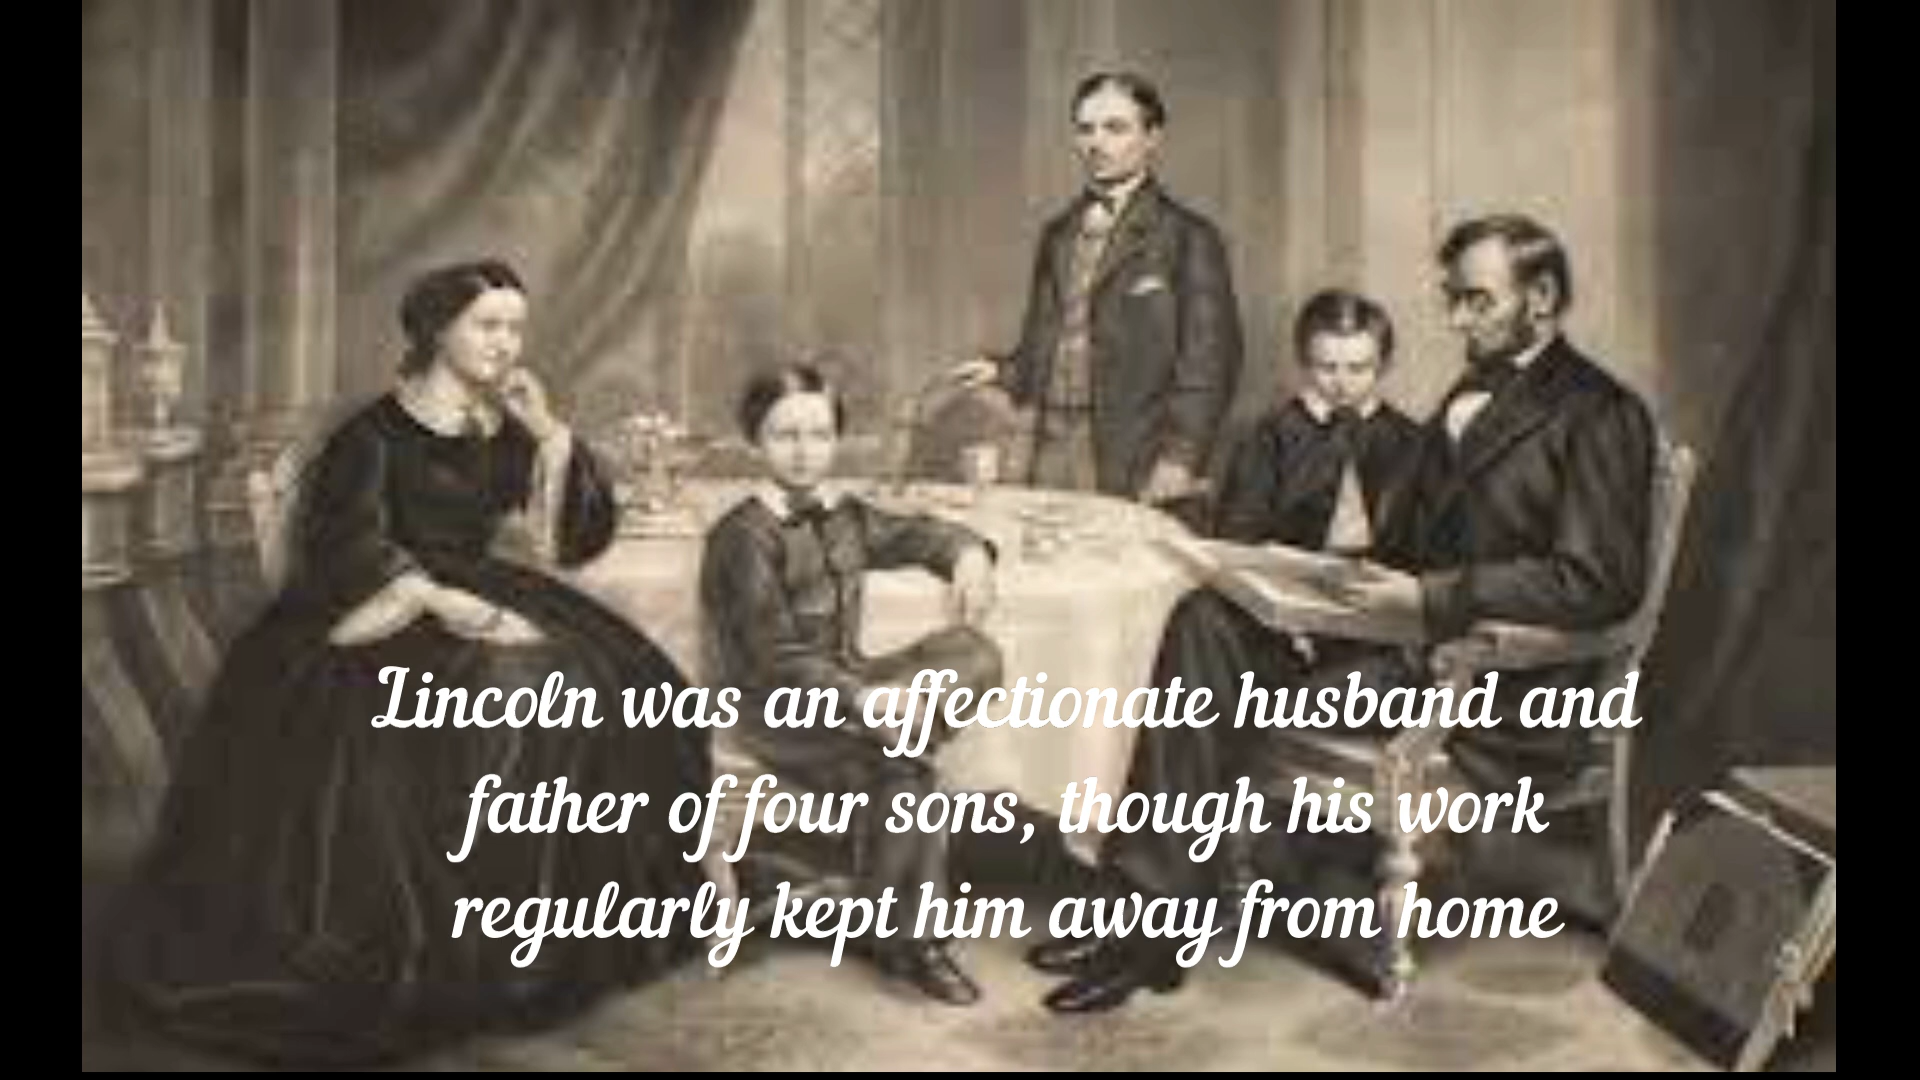 Lincoln was an affectionate husband and
father of four sons, though his work
regularly kept him away from home